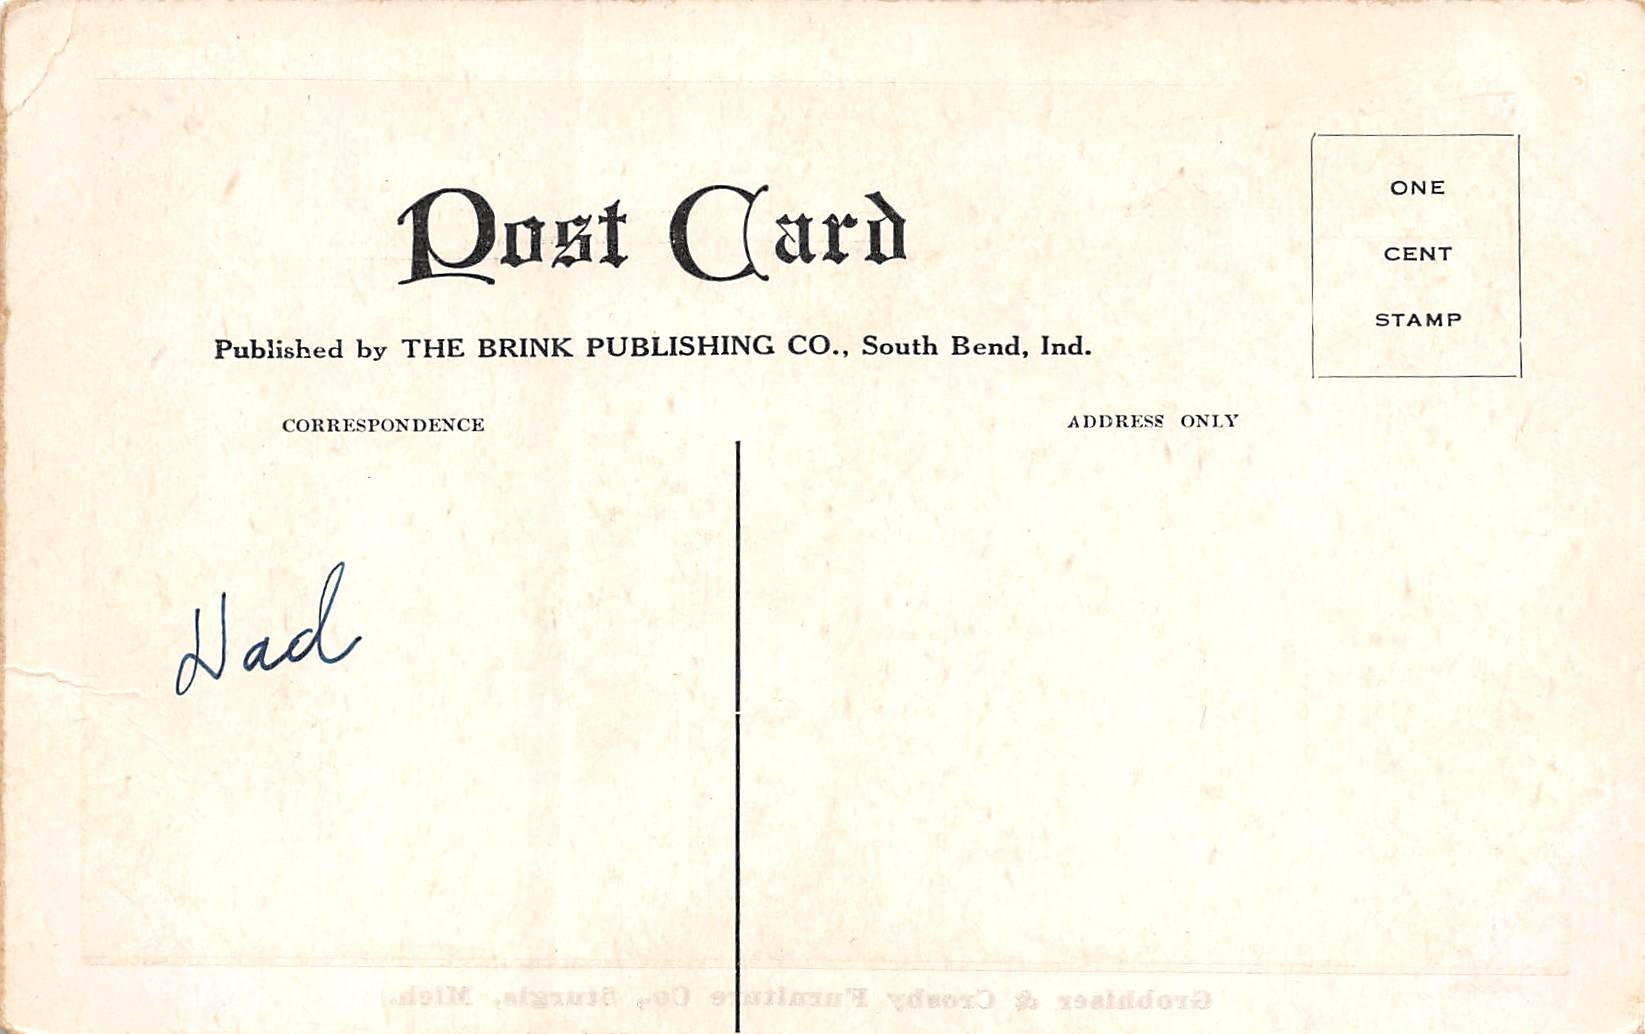 Post Card
ONE
CENT
STAMP
Published by THE BRINK PUBLISHING CO., South Bend, Ind.
CORRESPONDENCE
ADDRESS ONLY
Had
Grobhiser & Crosby Furniture Co., Sturgis, Mich.